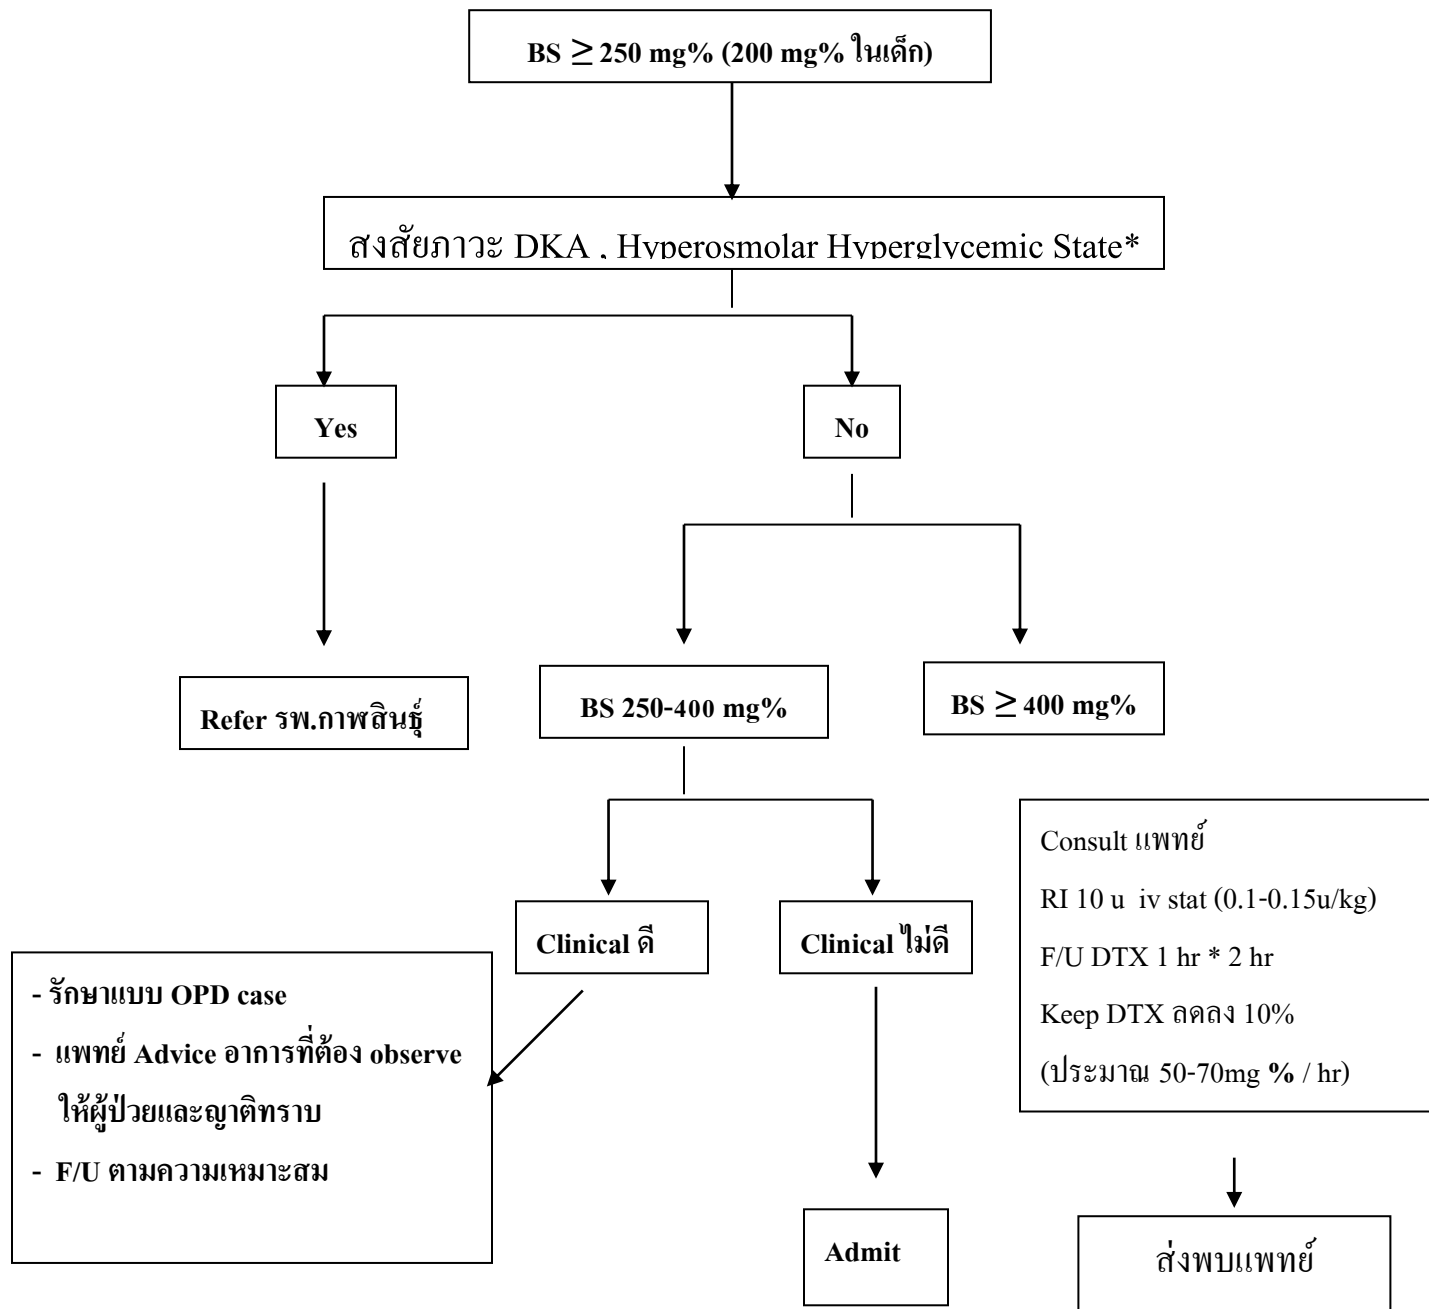 BS ≥ 250 mg% (200 mg% ในเด็ก)
สงสัยภาวะ DKA , Hyperosmolar Hyperglycemic State*
Yes
No
Refer รพ.กาฬสินธุ์
BS 250-400 mg%
BS ≥ 400 mg%
Clinical ดี
Clinical ไม่ดี
Consult แพทย์
RI 10 u iv stat (0.1-0.15u/kg)
F/U DTX 1 hr * 2 hr
Keep DTX ลดลง 10%
(ประมาณ 50-70mg % / hr)
- รักษาแบบ OPD case
- แพทย์ Advice อาการที่ต้อง observe
ให้ผู้ป่วยและญาติทราบ
- F/U ตามความเหมาะสม
Admit
ส่งพบแพทย์